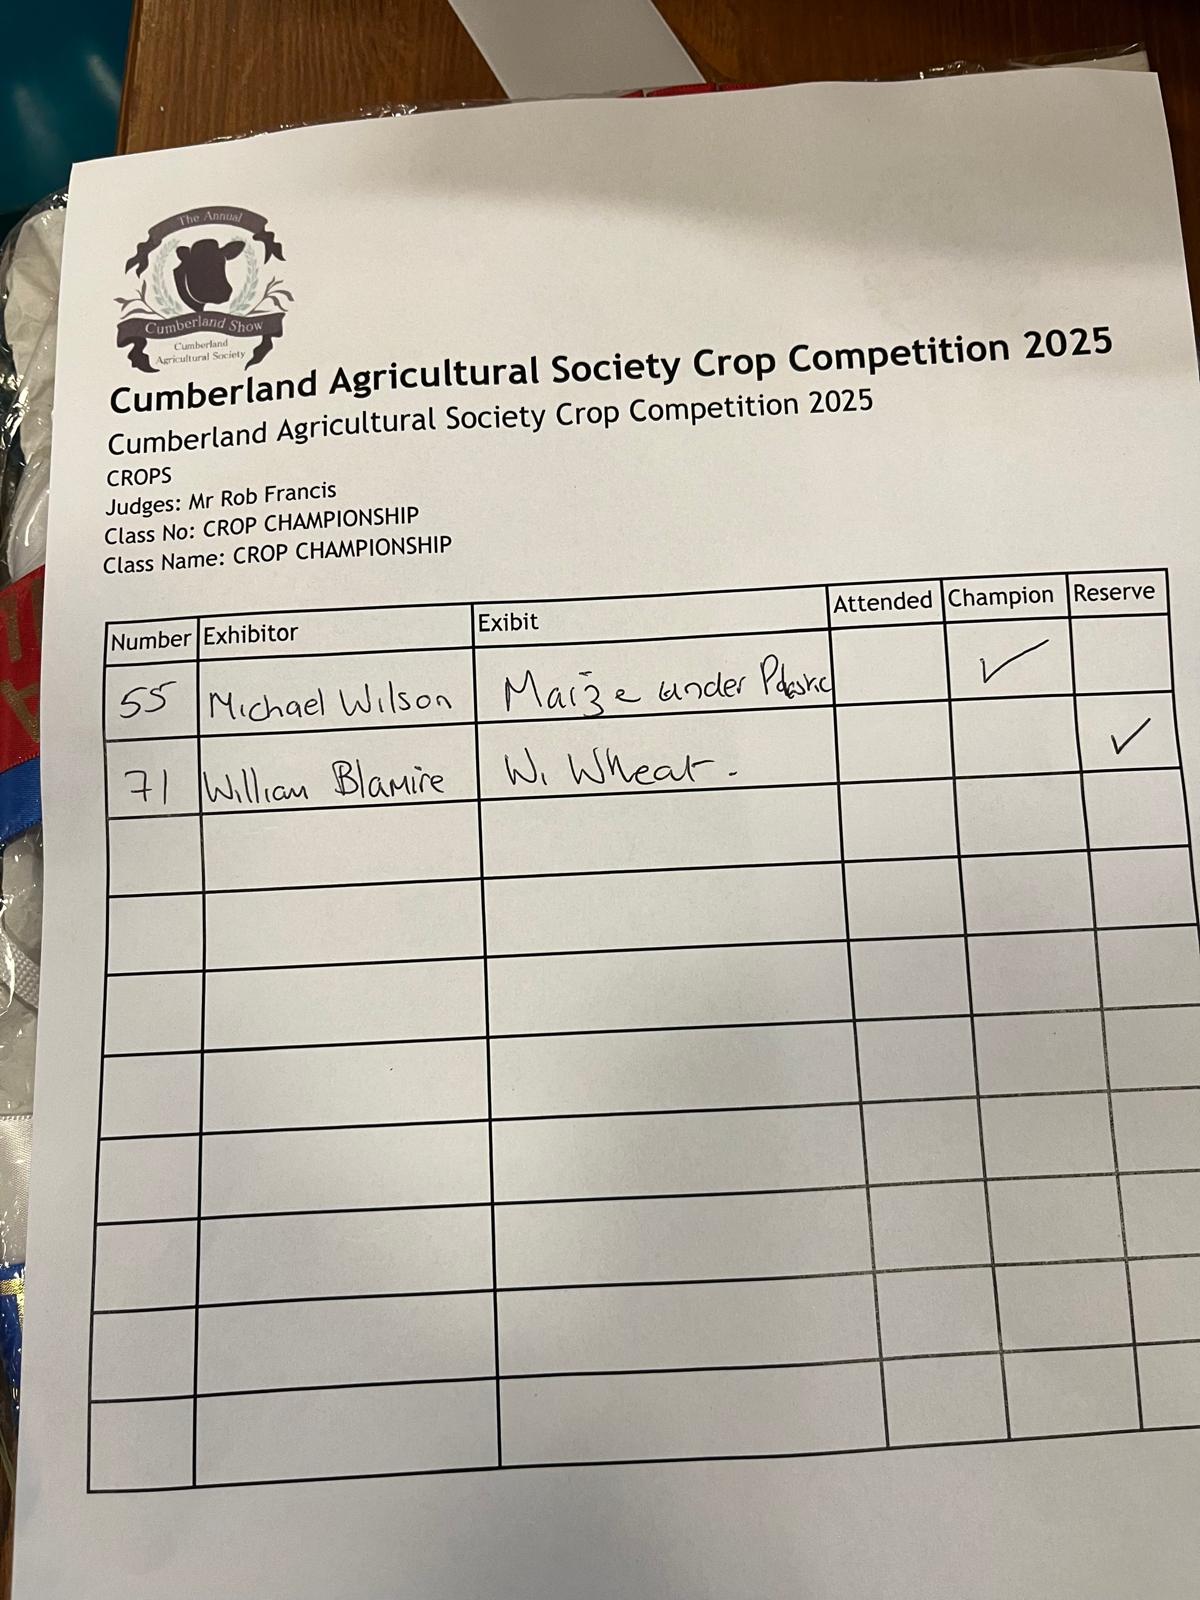 The Annual
Cumberland Show
Cumberland
Agricultural Society
Cumberland Agricultural Society Crop Competition 2025
Cumberland Agricultural Society Crop Competition 2025
CROPS
Judges: Mr Rob Francis
Class No: CROP CHAMPIONSHIP
Class Name: CROP CHAMPIONSHIP
Number Exhibitor Exibit Attended Champion Reserve
55 Michael Wilson Maize under Plastic ✓
71 William Blamire W. Wheat. ✓